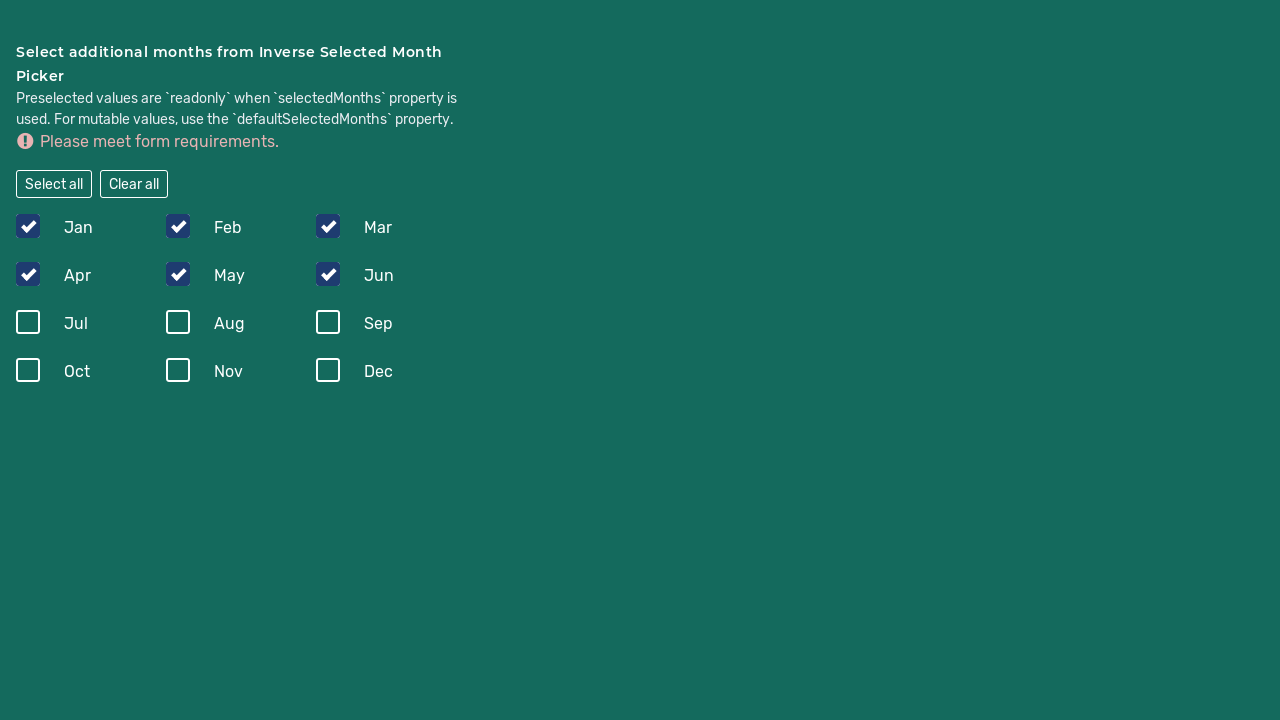 Select additional months from Inverse Selected Month
Picker
Preselected values are `readonly` when `selectedMonths` property is
used. For mutable values, use the `defaultSelectedMonths` property.
Please meet form requirements.
Select all Clear all
Jan Feb Mar
Apr May Jun
Jul Aug Sep
Oct Nov Dec